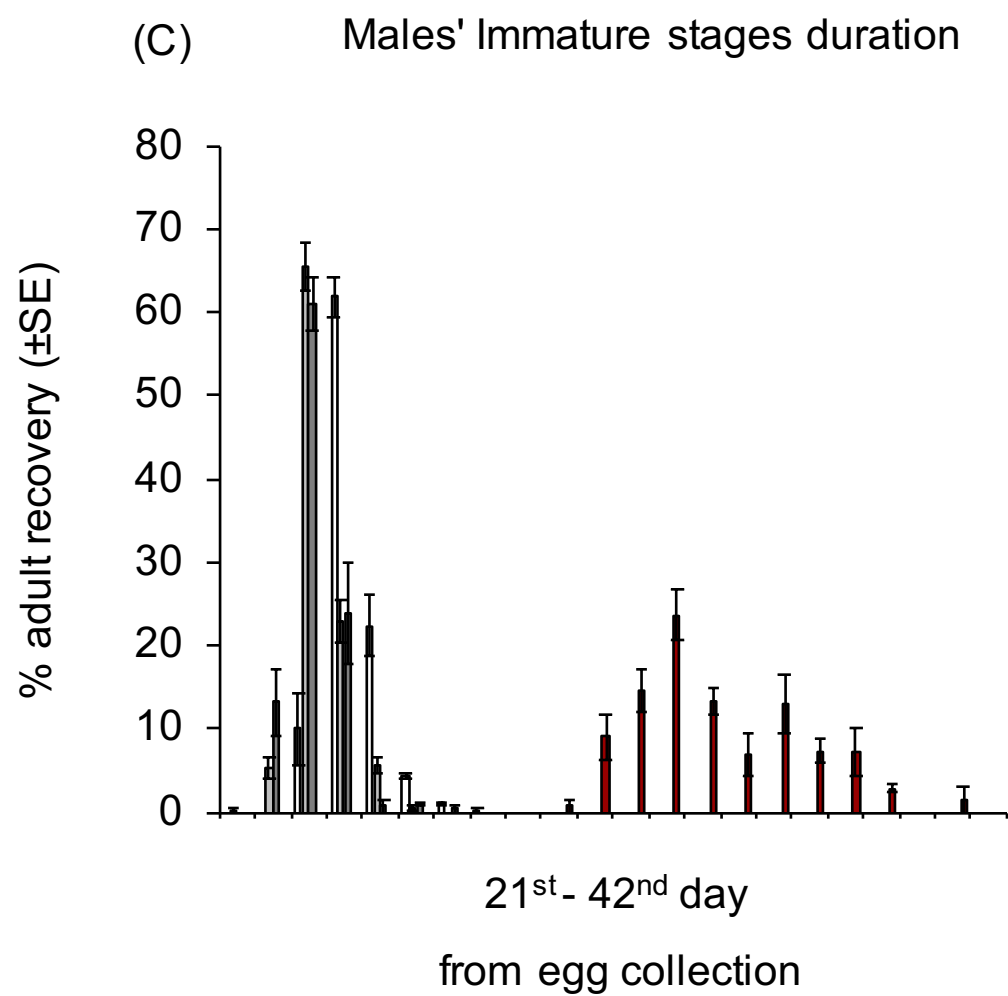 (C) Males' Immature stages duration
% adult recovery (±SE)
80
70
60
50
40
30
20
10
0
21st - 42nd day
from egg collection